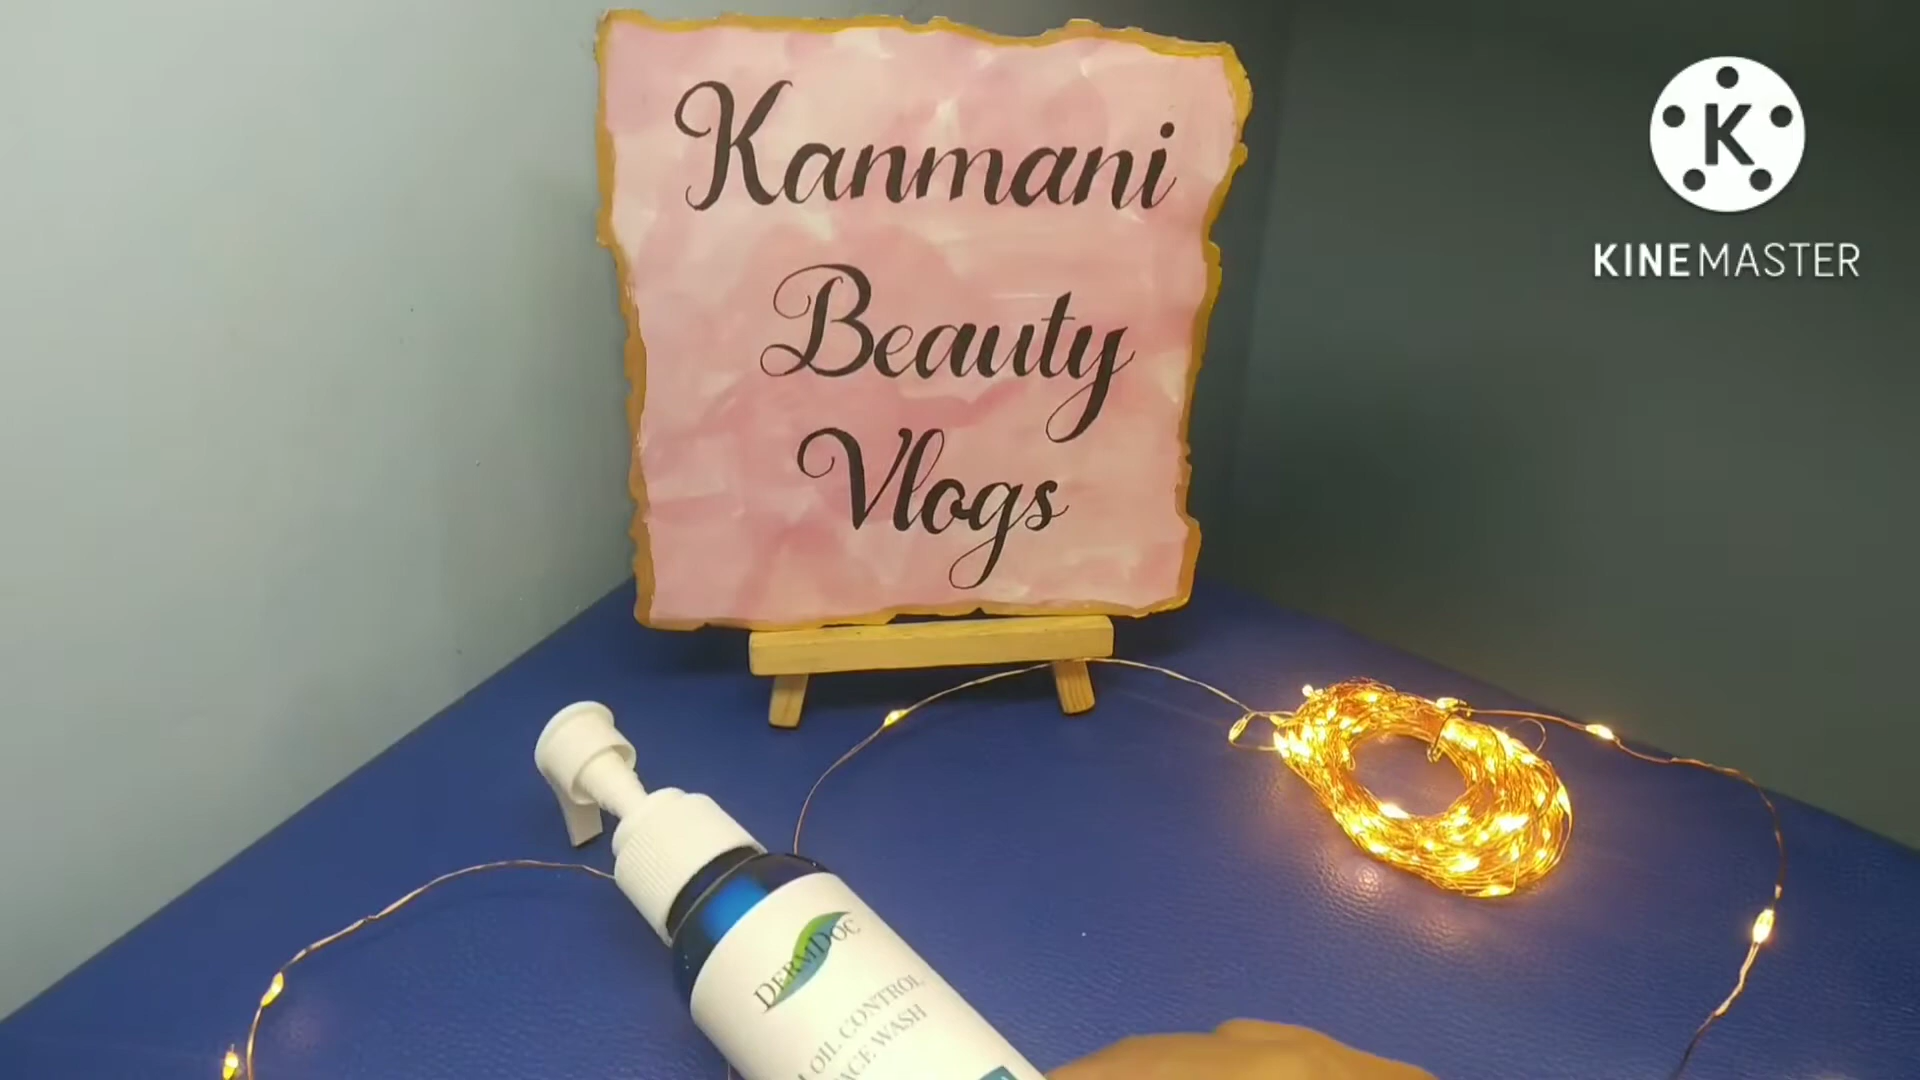 Kanmani
Beauty
Vlogs
K
KINEMASTER
DERMDOC
OIL CONTROL
FACE WASH